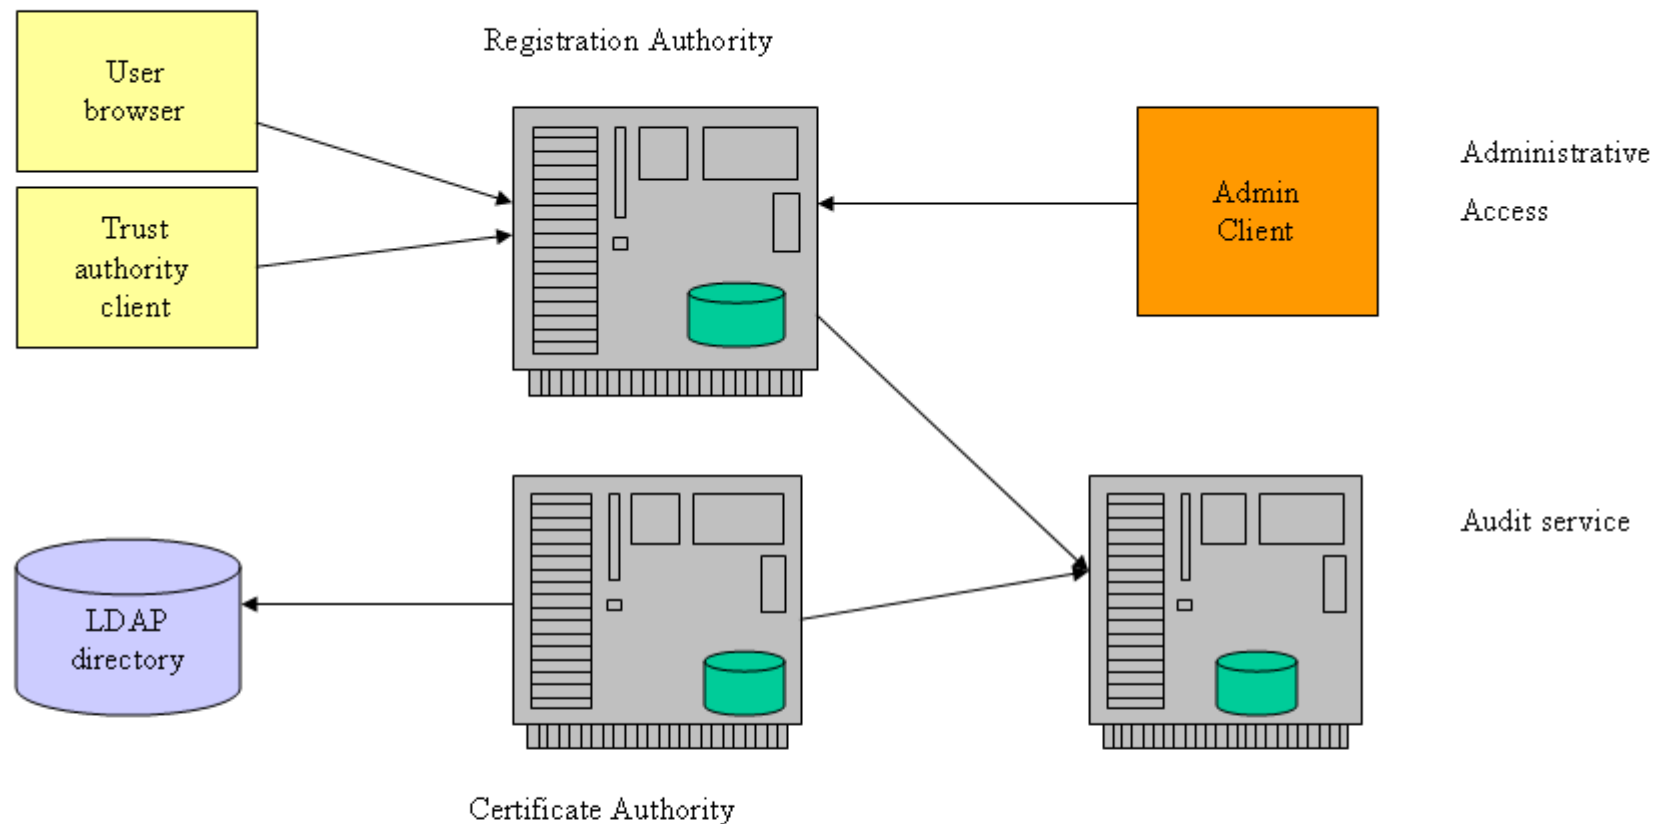 Registration Authority
User
browser
Trust
authority
client
Admin
Client
Administrative
Access
LDAP
directory
Audit service
Certificate Authority